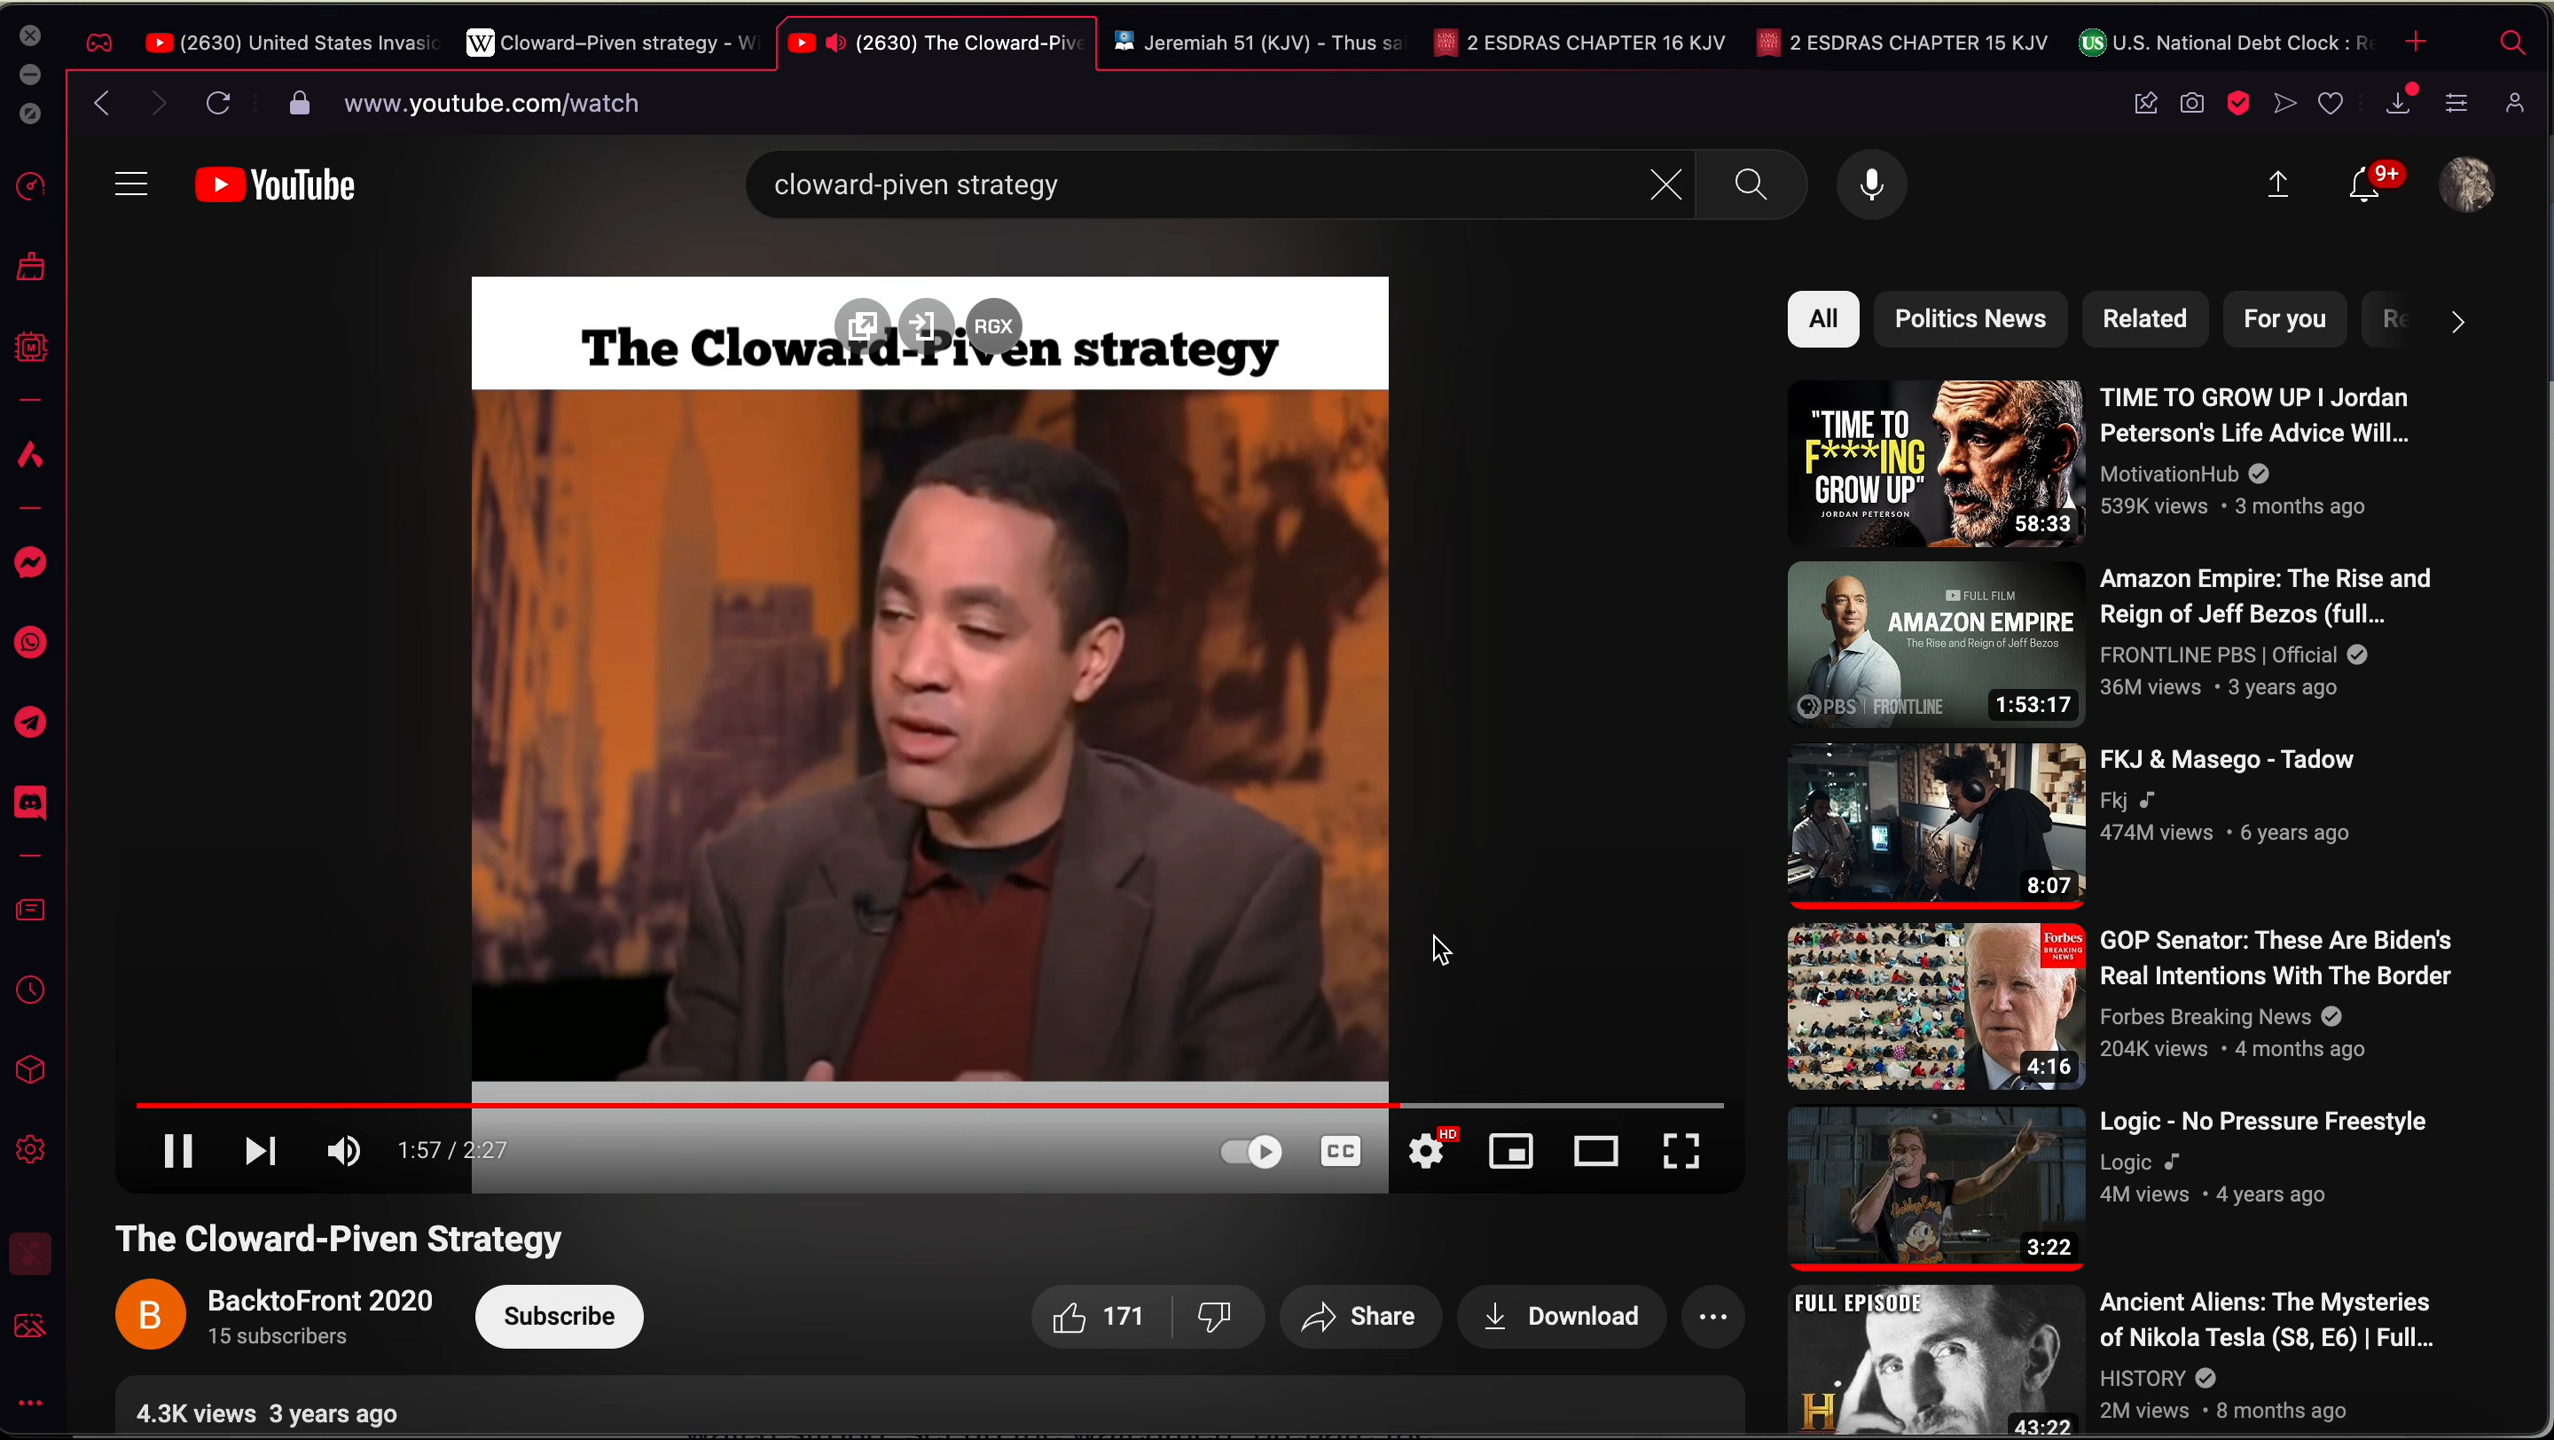 (2630) United States Invasio
Cloward–Piven strategy - Wi
(2630) The Cloward-Pive
Jeremiah 51 (KJV) - Thus sai
2 ESDRAS CHAPTER 16 KJV
2 ESDRAS CHAPTER 15 KJV
US
U.S. National Debt Clock : Re
www.youtube.com/watch
YouTube
cloward-piven strategy
9+
The Cloward-Piven strategy
RGX
1:57 / 2:27
CC
HD
The Cloward-Piven Strategy
B
BacktoFront 2020
15 subscribers
Subscribe
171
Share
Download
4.3K views 3 years ago
All
Politics News
Related
For you
Re
"TIME TO
F***ING
GROW UP"
JORDAN PETERSON
58:33
TIME TO GROW UP I Jordan
Peterson's Life Advice Will...
MotivationHub
539K views • 3 months ago
FULL FILM
AMAZON EMPIRE
The Rise and Reign of Jeff Bezos
PBS | FRONTLINE
1:53:17
Amazon Empire: The Rise and
Reign of Jeff Bezos (full...
FRONTLINE PBS | Official
36M views • 3 years ago
8:07
FKJ & Masego - Tadow
Fkj
474M views • 6 years ago
Forbes
BREAKING
NEWS
4:16
GOP Senator: These Are Biden's
Real Intentions With The Border
Forbes Breaking News
204K views • 4 months ago
3:22
Logic - No Pressure Freestyle
Logic
4M views • 4 years ago
FULL EPISODE
H
43:22
Ancient Aliens: The Mysteries
of Nikola Tesla (S8, E6) | Full...
HISTORY
2M views • 8 months ago